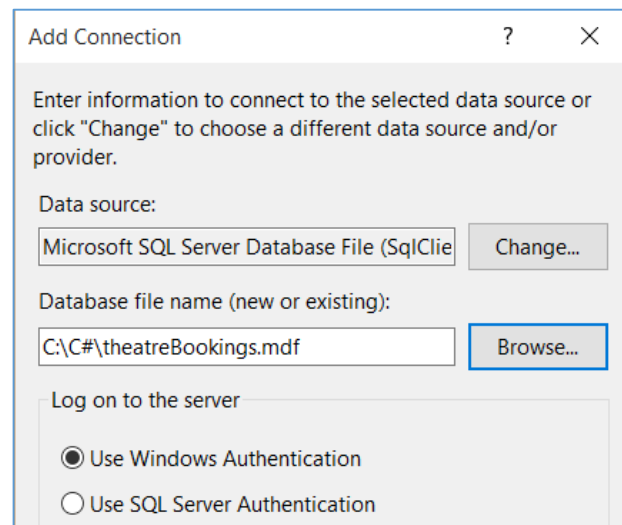 Add Connection ? ×
Enter information to connect to the selected data source or
click "Change" to choose a different data source and/or
provider.
Data source:
Microsoft SQL Server Database File (SqlClie Change...
Database file name (new or existing):
C:\C#\theatreBookings.mdf Browse...
Log on to the server
Use Windows Authentication
Use SQL Server Authentication